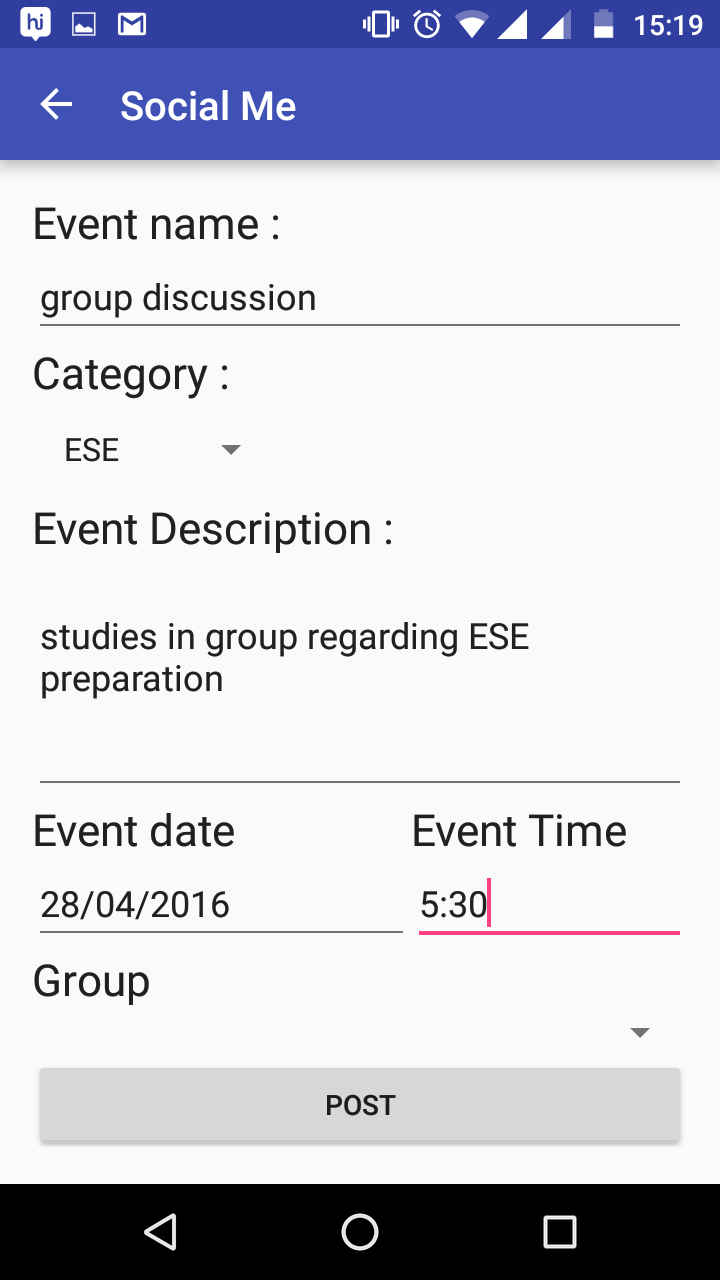 hi
15:19
Social Me
Event name :
group discussion
Category :
ESE
Event Description :
studies in group regarding ESE
preparation
Event date
Event Time
28/04/2016
5:30
Group
POST